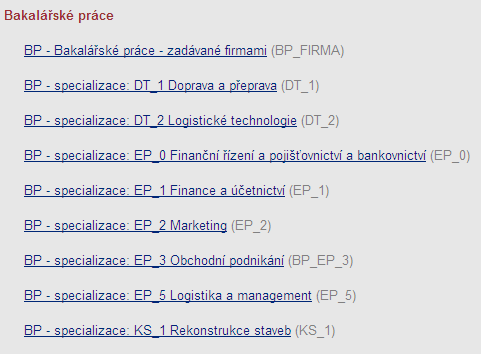 Bakalářské práce
BP - Bakalářské práce - zadávané firmami (BP_FIRMA)
BP - specializace: DT_1 Doprava a přeprava (DT_1)
BP - specializace: DT_2 Logistické technologie (DT_2)
BP - specializace: EP_0 Finanční řízení a pojišťovnictví a bankovnictví (EP_0)
BP - specializace: EP_1 Finance a účetnictví (EP_1)
BP - specializace: EP_2 Marketing (EP_2)
BP - specializace: EP_3 Obchodní podnikání (BP_EP_3)
BP - specializace: EP_5 Logistika a management (EP_5)
BP - specializace: KS_1 Rekonstrukce staveb (KS_1)